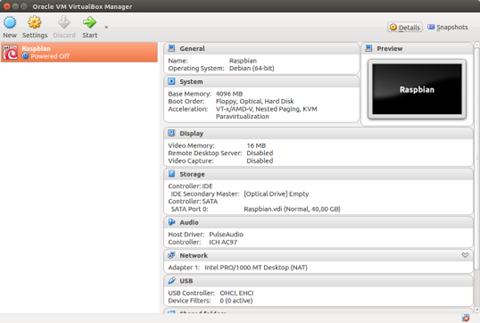 Oracle VM VirtualBox Manager
New Settings Discard Start
Details Snapshots
Raspbian
Powered Off
General
Name: Raspbian
Operating System: Debian (64-bit)
Preview
Raspbian
System
Base Memory: 4096 MB
Boot Order: Floppy, Optical, Hard Disk
Acceleration: VT-x/AMD-V, Nested Paging, KVM
Paravirtualization
Display
Video Memory: 16 MB
Remote Desktop Server: Disabled
Video Capture: Disabled
Storage
Controller: IDE
IDE Secondary Master: [Optical Drive] Empty
Controller: SATA
SATA Port 0: Raspbian.vdi (Normal, 40,00 GB)
Audio
Host Driver: PulseAudio
Controller: ICH AC97
Network
Adapter 1: Intel PRO/1000 MT Desktop (NAT)
USB
USB Controller: OHCI, EHCI
Device Filters: 0 (0 active)
Shared folders